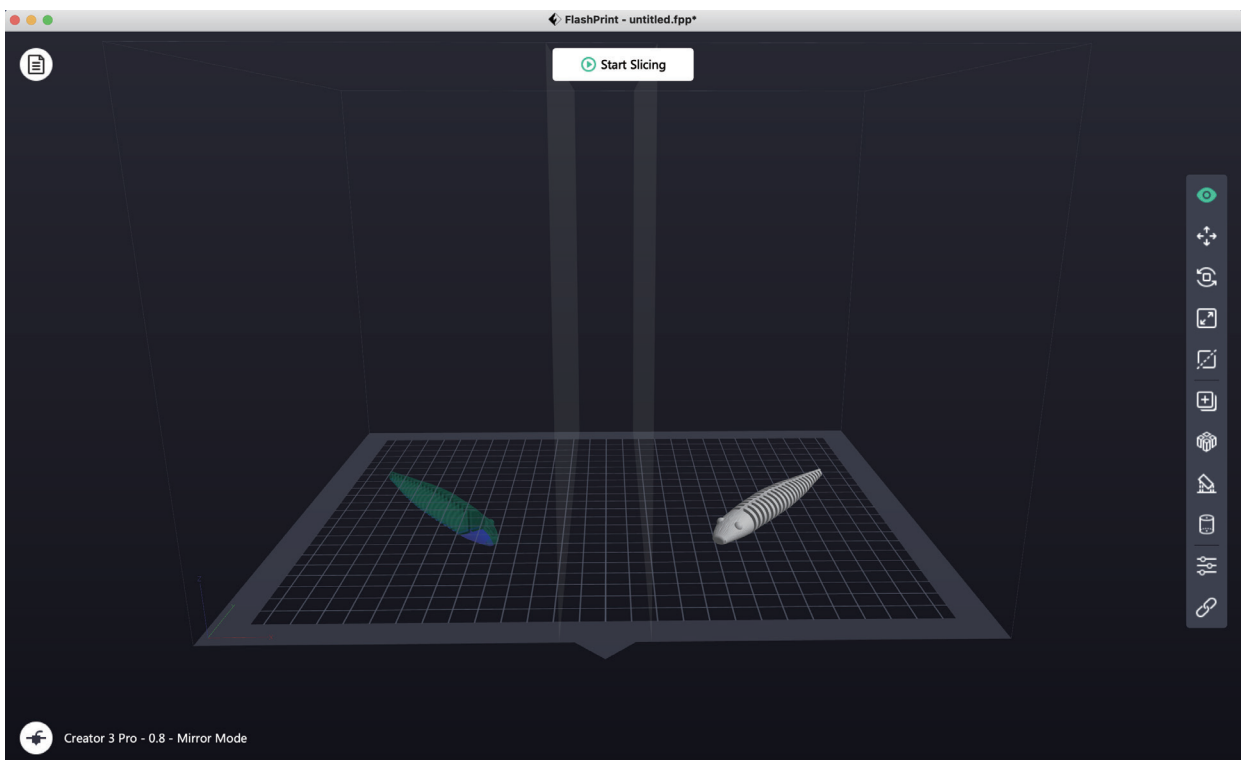 FlashPrint - untitled.fpp*
Start Slicing
Creator 3 Pro - 0.8 - Mirror Mode